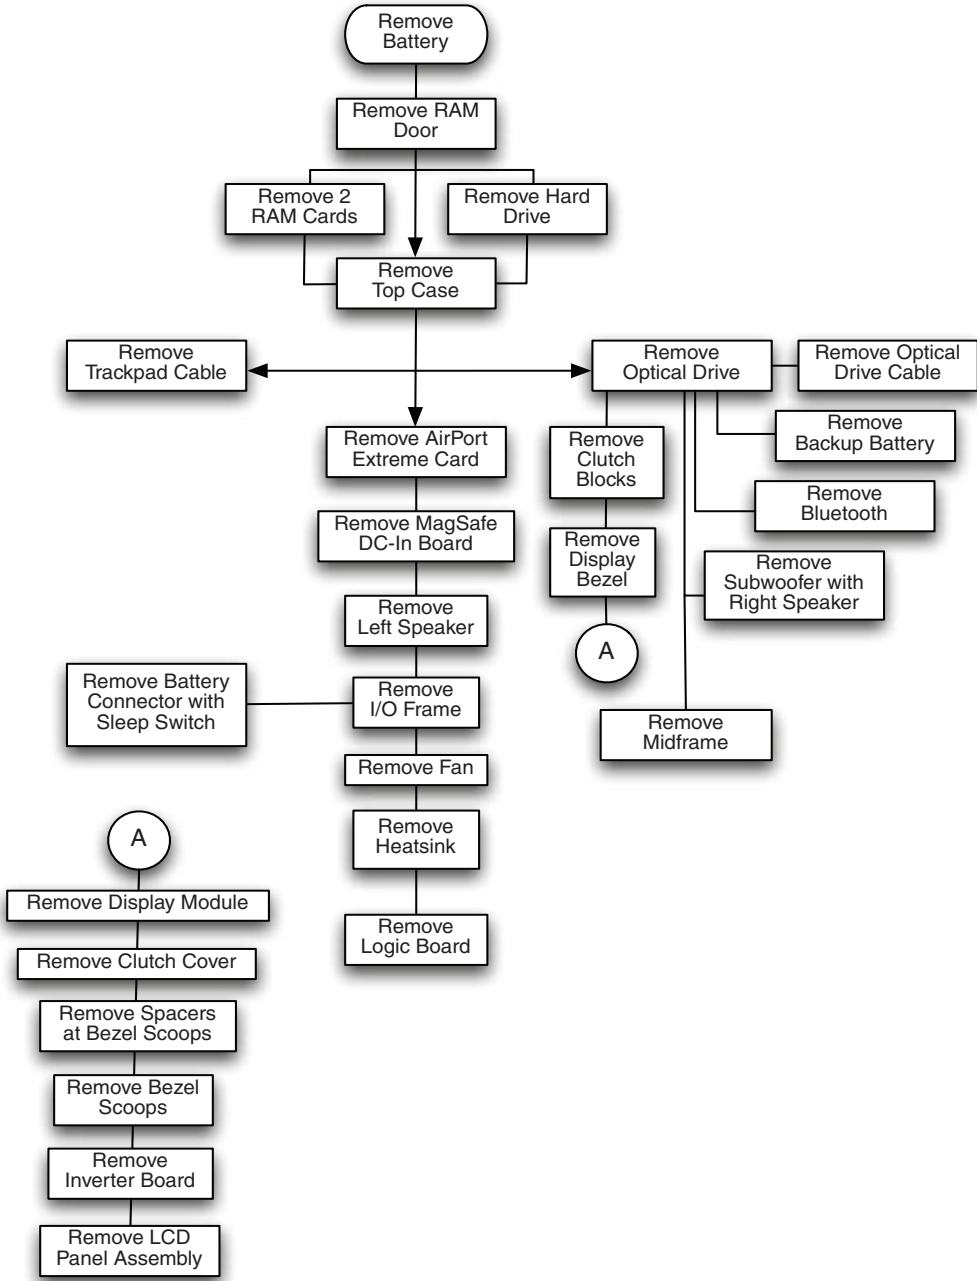 Remove
Battery
Remove RAM
Door
Remove 2
RAM Cards
Remove Hard
Drive
Remove
Top Case
Remove
Trackpad Cable
Remove
Optical Drive
Remove Optical
Drive Cable
Remove
Backup Battery
Remove AirPort
Extreme Card
Remove
Clutch
Blocks
Remove
Bluetooth
Remove MagSafe
DC-In Board
Remove
Display
Bezel
Remove
Subwoofer with
Right Speaker
Remove
Left Speaker
A
Remove Battery
Connector with
Sleep Switch
Remove
I/O Frame
Remove
Midframe
Remove Fan
Remove
Heatsink
Remove
Logic Board
A
Remove Display Module
Remove Clutch Cover
Remove Spacers
at Bezel Scoops
Remove Bezel
Scoops
Remove
Inverter Board
Remove LCD
Panel Assembly